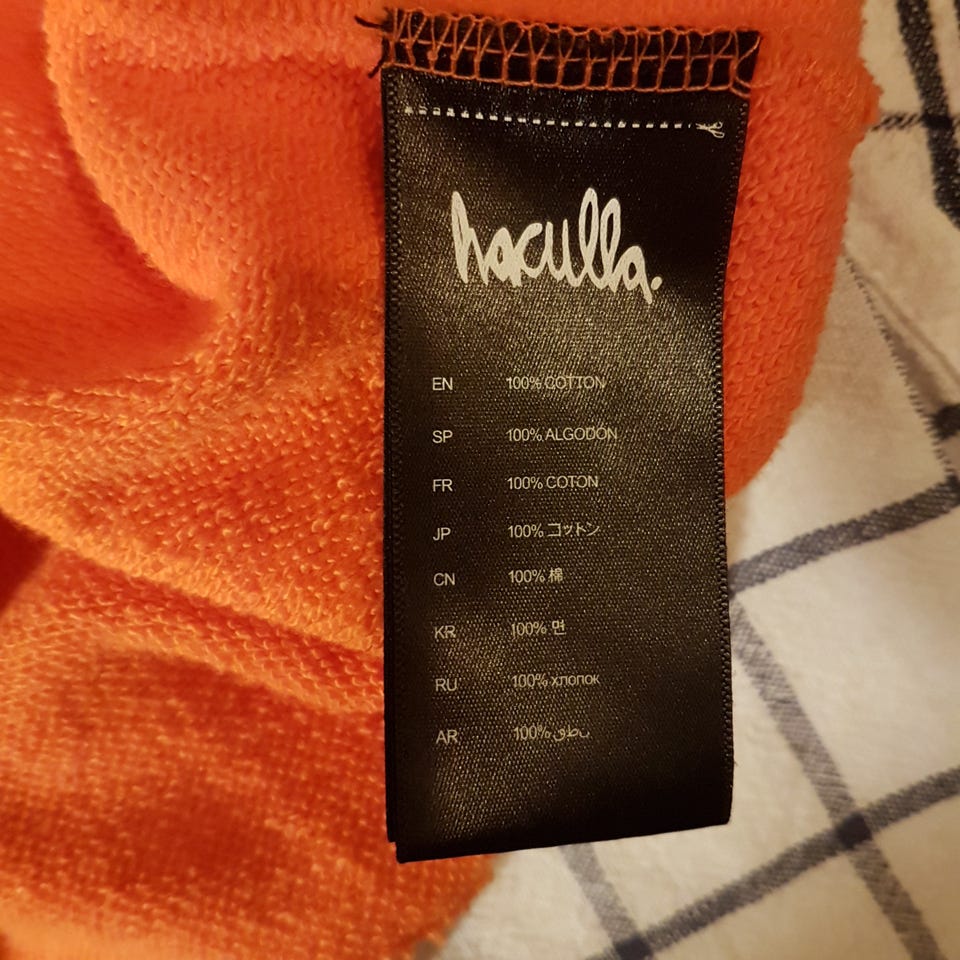 haculla.
EN 100% COTTON
SP 100% ALGODÓN
FR 100% COTON
JP 100% コットン
CN 100% 棉
KR 100% 면
RU 100% хлопок
AR 100%